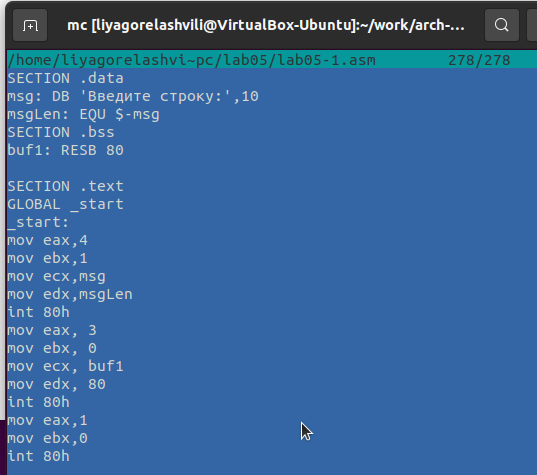 mc [liyagorelashvili@VirtualBox-Ubuntu]:~/work/arch-...
/home/liyagorelashvi~pc/lab05/lab05-1.asm 278/278
SECTION .data
msg: DB 'Введите строку:',10
msgLen: EQU $-msg
SECTION .bss
buf1: RESB 80
SECTION .text
GLOBAL _start
_start:
mov eax,4
mov ebx,1
mov ecx,msg
mov edx,msgLen
int 80h
mov eax, 3
mov ebx, 0
mov ecx, buf1
mov edx, 80
int 80h
mov eax,1
mov ebx,0
int 80h